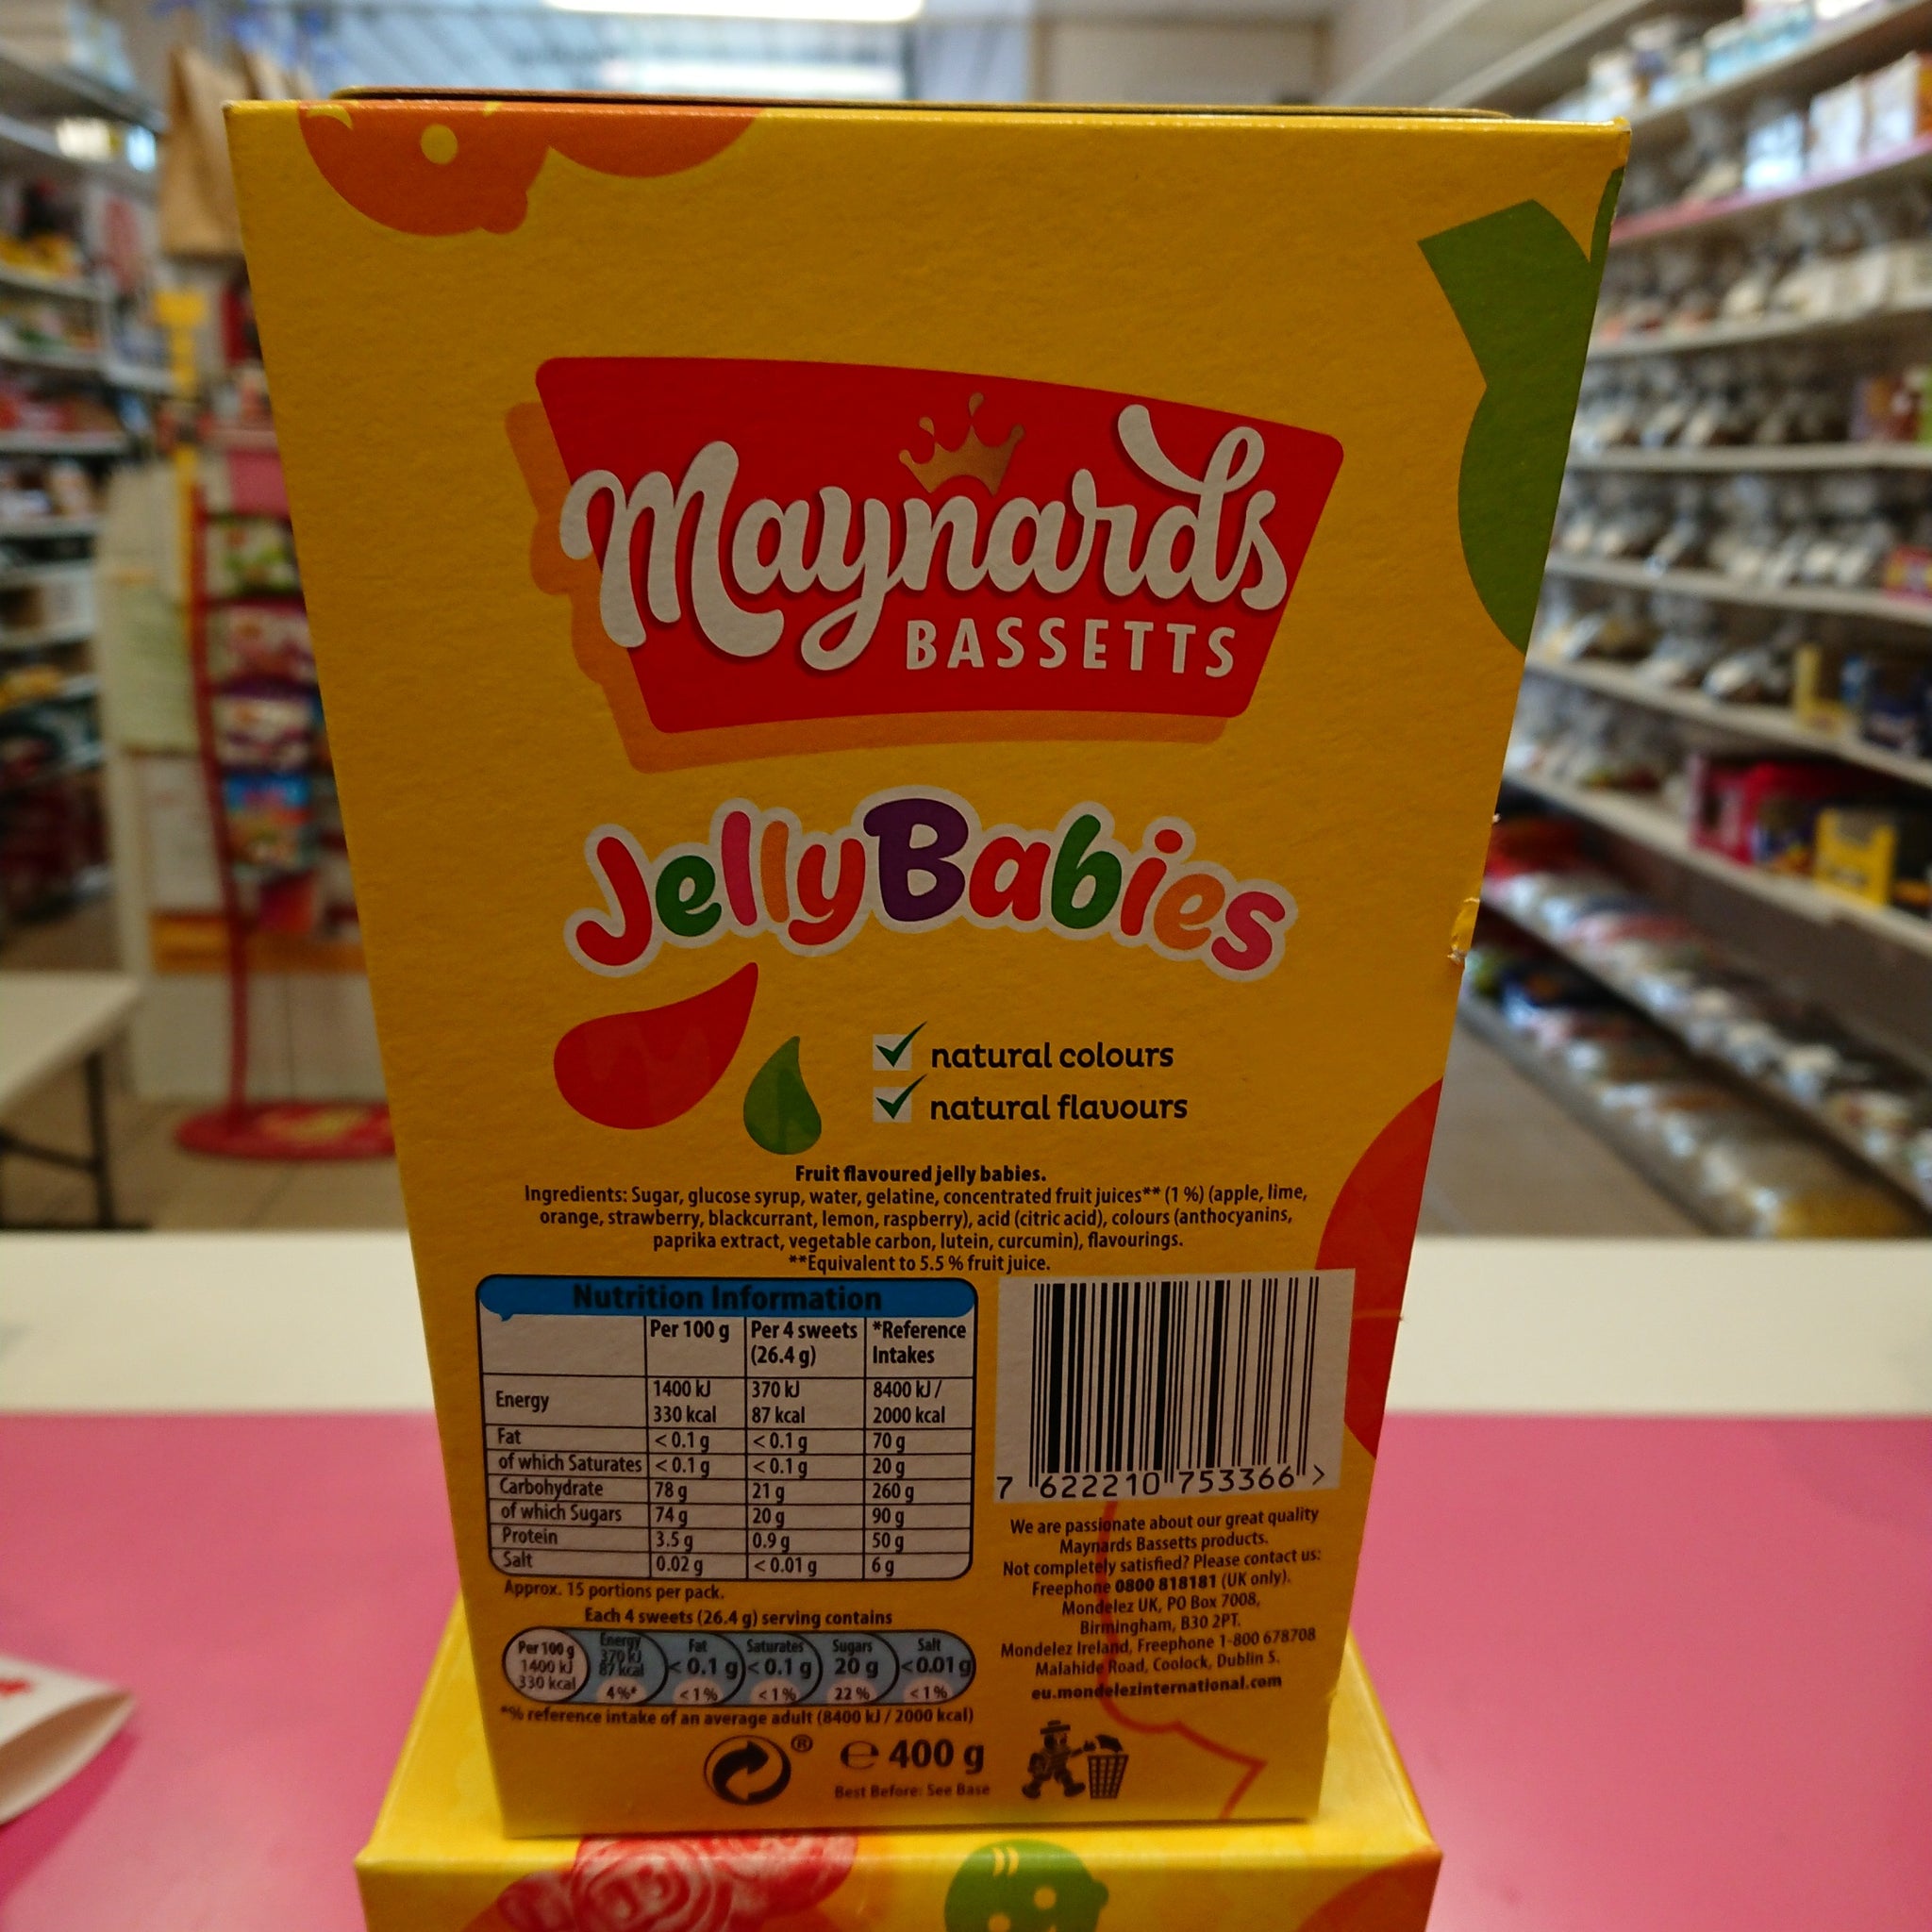 Maynards
BASSETTS
JellyBabies
natural colours
natural flavours
Fruit flavoured jelly babies.
Ingredients: Sugar, glucose syrup, water, gelatine, concentrated fruit juices** (1 %) (apple, lime,
orange, strawberry, blackcurrant, lemon, raspberry), acid (citric acid), colours (anthocyanins,
paprika extract, vegetable carbon, lutein, curcumin), flavourings.
**Equivalent to 5.5 % fruit juice.
Nutrition Information
Per 100 g Per 4 sweets (26.4 g) *Reference Intakes
Energy 1400 kJ 370 kJ 8400 kJ /
330 kcal 87 kcal 2000 kcal
Fat <0.1 g <0.1 g 70 g
of which Saturates <0.1 g <0.1 g 20 g
Carbohydrate 78 g 21 g 260 g
of which Sugars 74 g 20 g 90 g
Protein 3.5 g 0.9 g 50 g
Salt 0.02 g <0.01 g 6 g
Approx. 15 portions per pack.
Each 4 sweets (26.4 g) serving contains
Per 100 g
1400 kJ
330 kcal
Energy
370 kJ
87 kcal
4%*
Fat
<0.1 g
<1%
Saturates
<0.1 g
<1%
Sugars
20 g
22%
Salt
<0.01 g
<1%
*% reference intake of an average adult (8400 kJ / 2000 kcal)
® e 400 g
Best Before: See Base
7 622210 753366 >
We are passionate about our great quality
Maynards Bassetts products.
Not completely satisfied? Please contact us:
Freephone 0800 818181 (UK only).
Mondelez UK, PO Box 7008,
Birmingham, B30 2PT.
Mondelez Ireland, Freephone 1-800 678708
Malahide Road, Coolock, Dublin 5.
eu.mondelezinternational.com